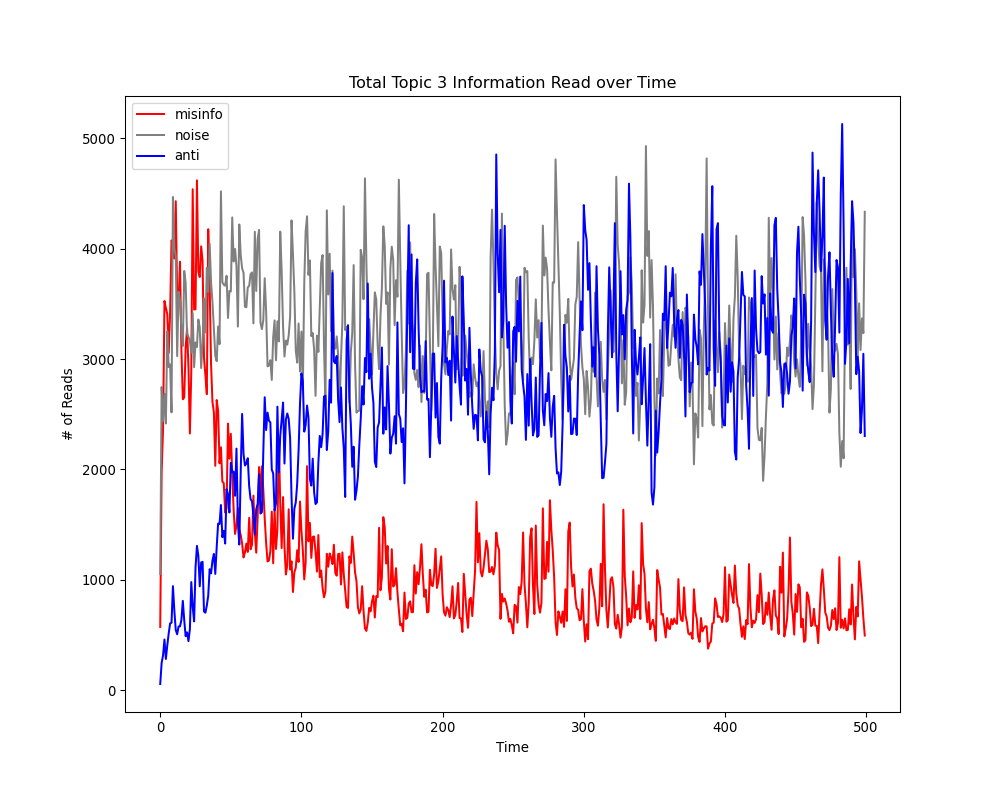 Total Topic 3 Information Read over Time
misinfo
noise
anti
# of Reads
5000
4000
3000
2000
1000
0
0 100 200 300 400 500
Time